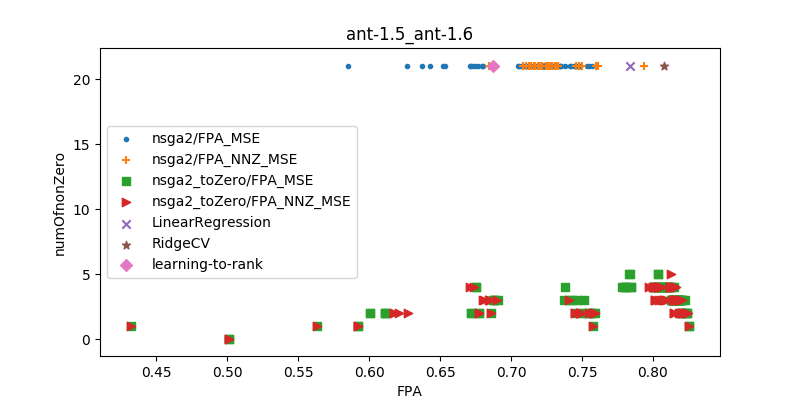 ant-1.5_ant-1.6
numOfnonZero
20
15
10
5
0
nsga2/FPA_MSE
nsga2/FPA_NNZ_MSE
nsga2_toZero/FPA_MSE
nsga2_toZero/FPA_NNZ_MSE
LinearRegression
RidgeCV
learning-to-rank
0.45 0.50 0.55 0.60 0.65 0.70 0.75 0.80
FPA